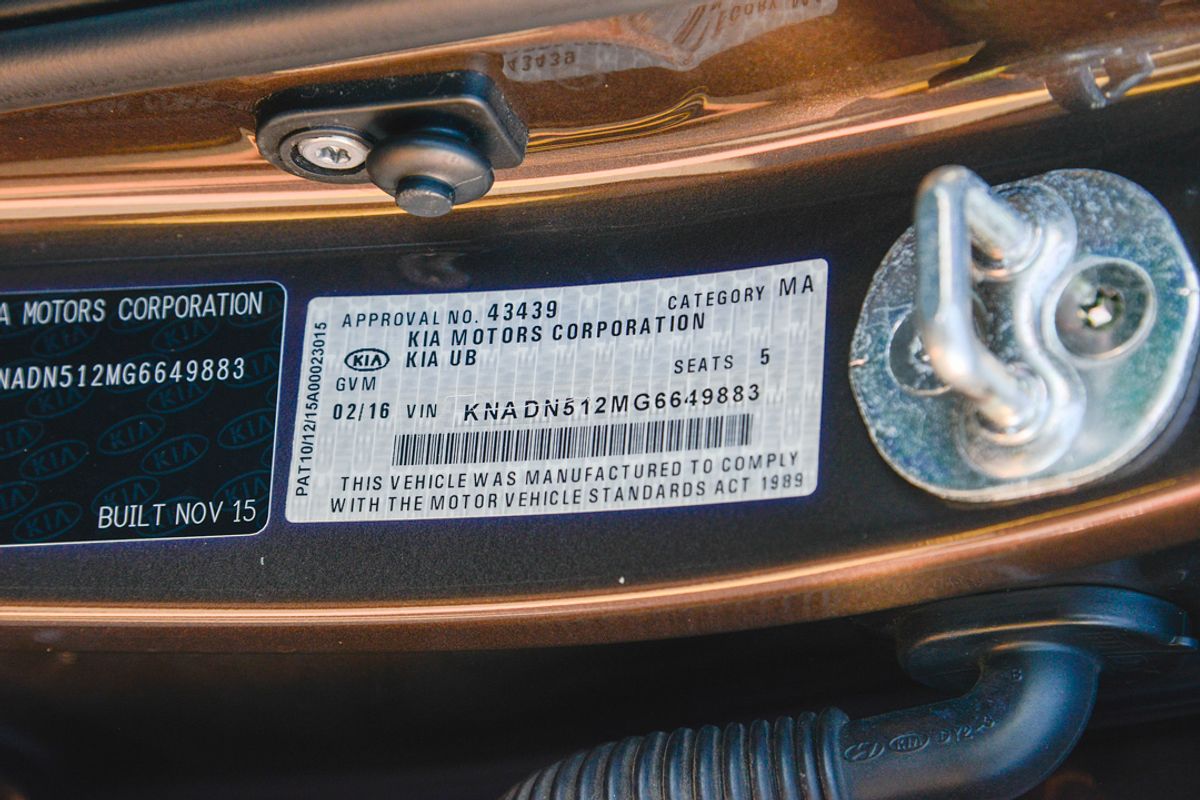 A MOTORS CORPORATION
NADN512MG6649883
BUILT NOV 15
PAT10/12/15A00023015
APPROVAL NO. 43439
CATEGORY MA
KIA MOTORS CORPORATION
KIA
KIA UB
SEATS 5
GVM
02/16 VIN KNADN512MG6649883
THIS VEHICLE WAS MANUFACTURED TO COMPLY
WITH THE MOTOR VEHICLE STANDARDS ACT 1989
KIA